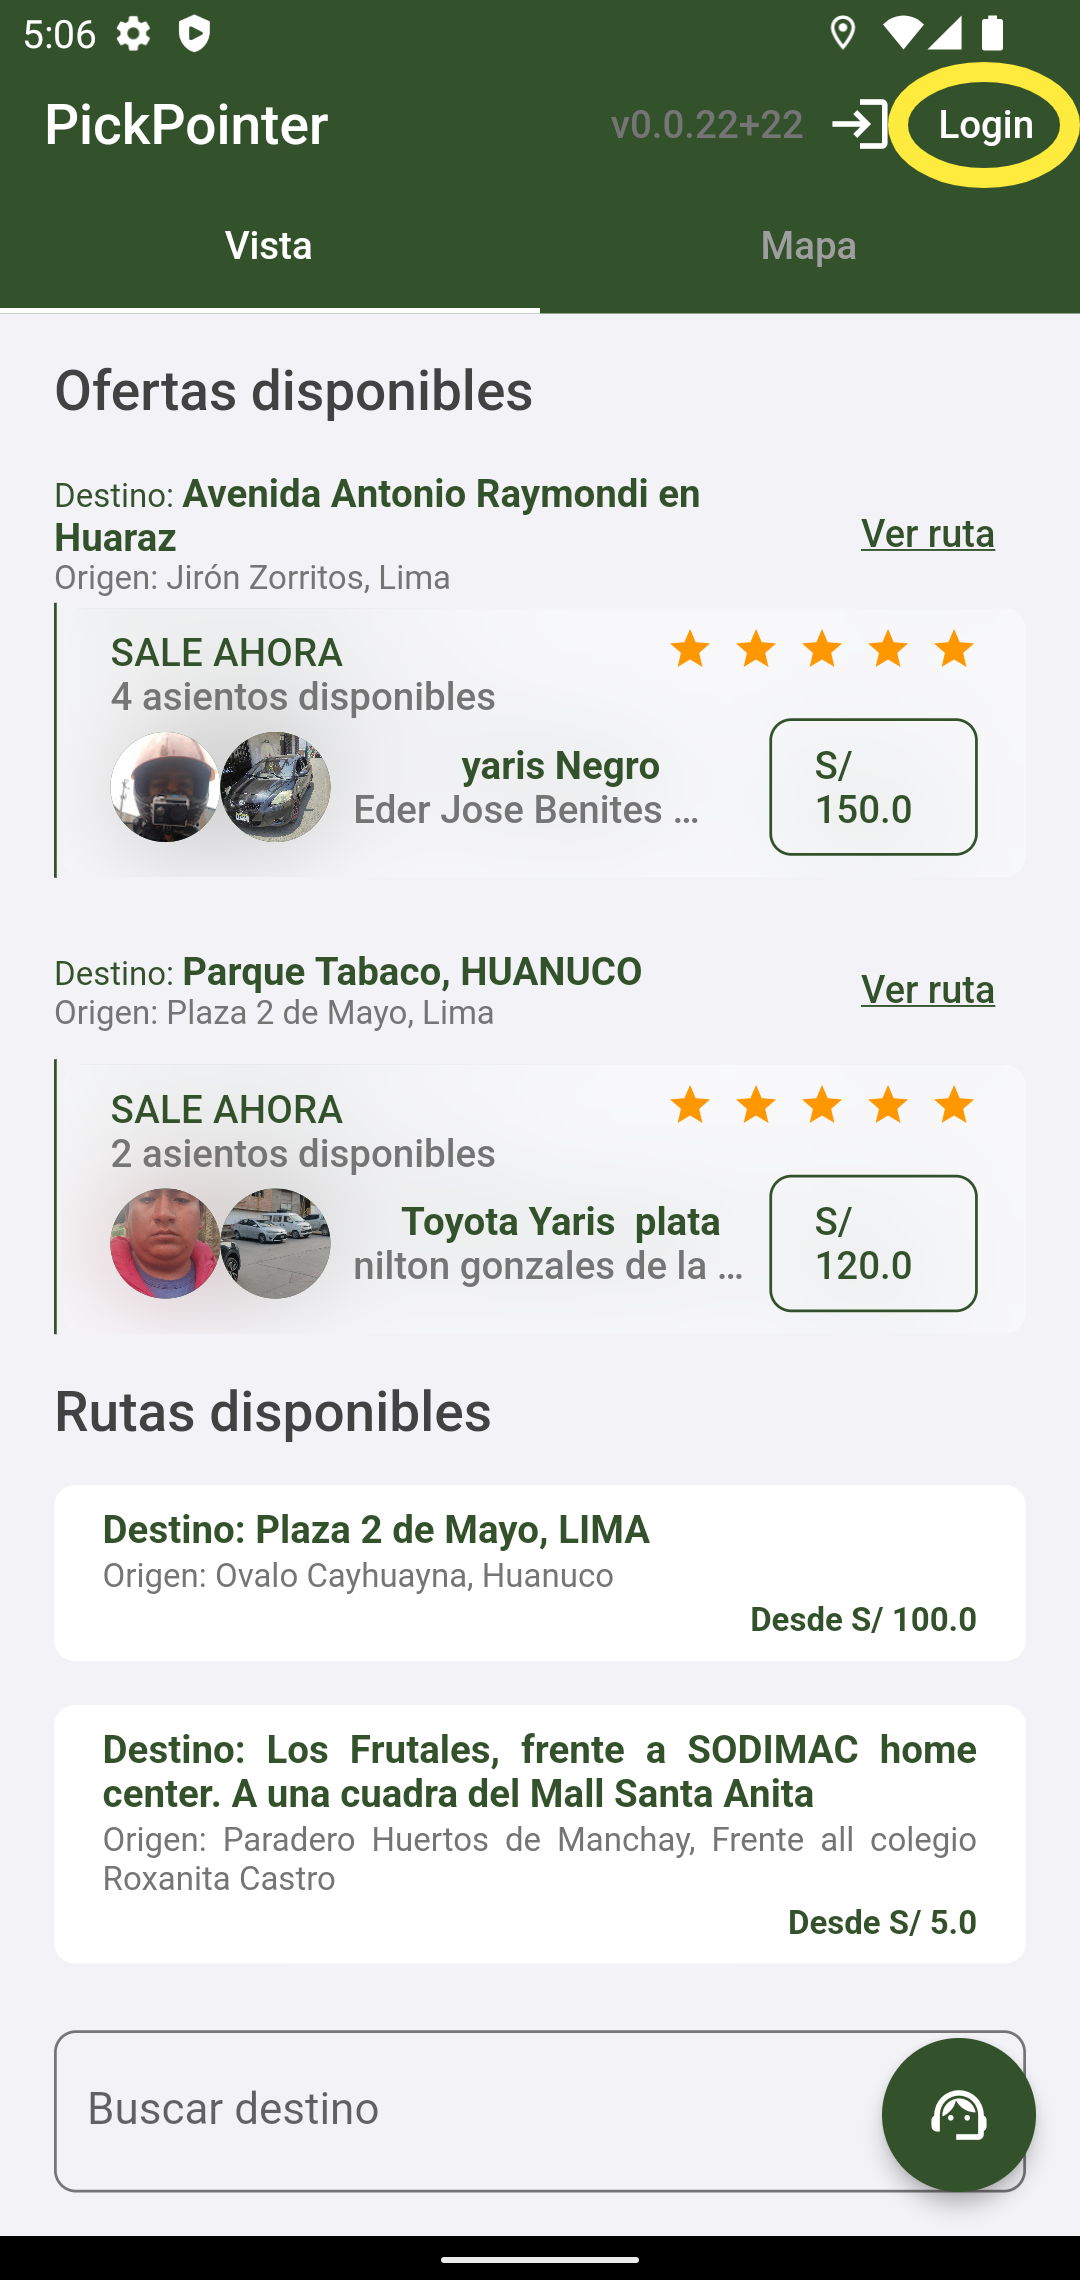 5:06
PickPointer
v0.0.22+22
Login
Vista
Mapa
Ofertas disponibles
Destino: Avenida Antonio Raymondi en
Huaraz
Origen: Jirón Zorritos, Lima
Ver ruta
SALE AHORA
4 asientos disponibles
yaris Negro
Eder Jose Benites ...
S/
150.0
Destino: Parque Tabaco, HUANUCO
Origen: Plaza 2 de Mayo, Lima
Ver ruta
SALE AHORA
2 asientos disponibles
Toyota Yaris  plata
nilton gonzales de la ...
S/
120.0
Rutas disponibles
Destino: Plaza 2 de Mayo, LIMA
Origen: Ovalo Cayhuayna, Huanuco
Desde S/ 100.0
Destino: Los Frutales, frente a SODIMAC home
center. A una cuadra del Mall Santa Anita
Origen: Paradero Huertos de Manchay, Frente all colegio
Roxanita Castro
Desde S/ 5.0
Buscar destino